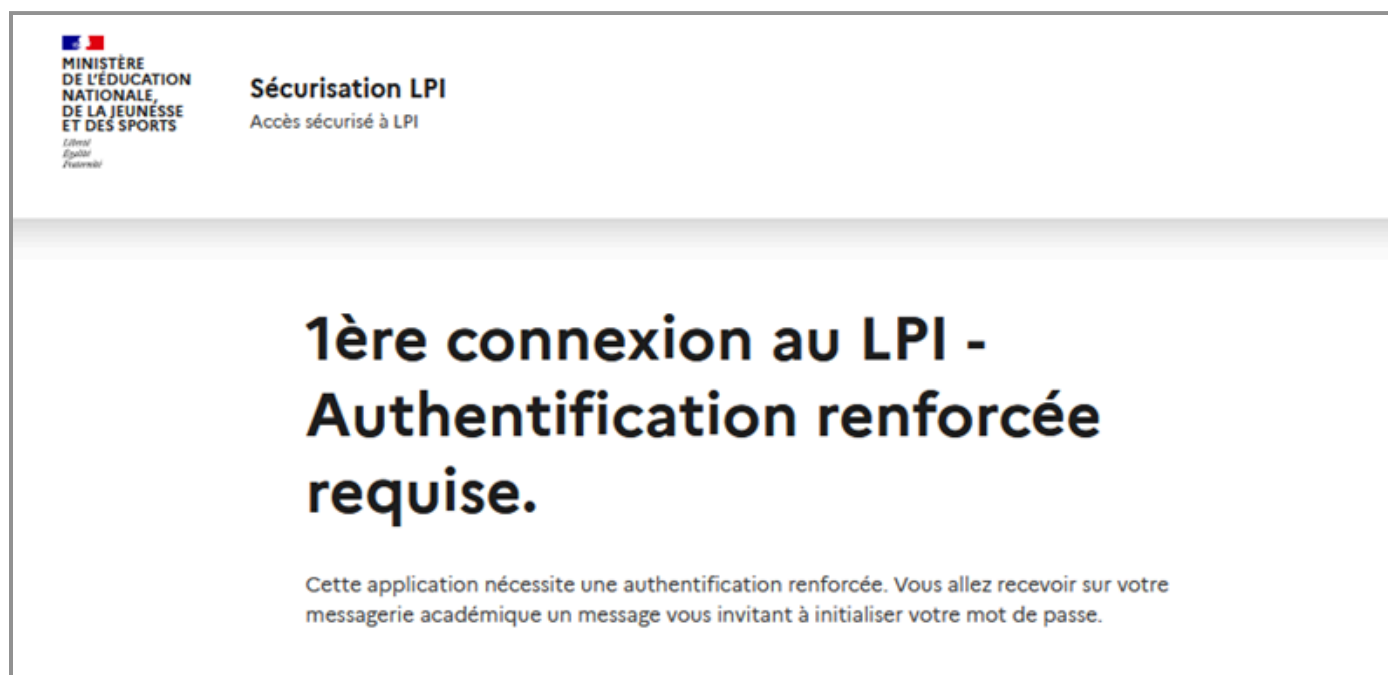 MINISTÈRE
DE L'ÉDUCATION
NATIONALE,
DE LA JEUNESSE
ET DES SPORTS
Liberté
Égalité
Fraternité
Sécurisation LPI
Accès sécurisé à LPI
1ère connexion au LPI -
Authentification renforcée
requise.
Cette application nécessite une authentification renforcée. Vous allez recevoir sur votre
messagerie académique un message vous invitant à initialiser votre mot de passe.